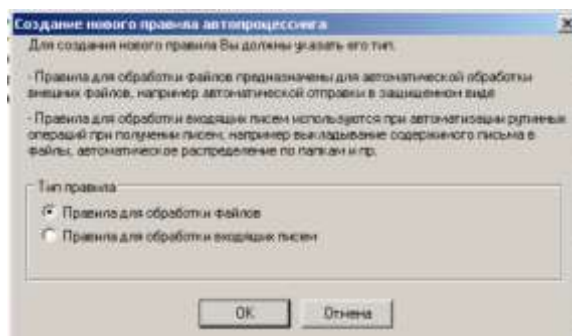 Создание нового правила автопроцессинга
Для создания нового правила Вы должны указать его тип.
- Правила для обработки файлов предназначены для автоматической обработки
внешних файлов, например автоматической отправки в защищенном виде
- Правила для обработки входящих писем используются при автоматизации рутинных
операций при получении писем, например выкладывание содержимого письма в
файлы, автоматическое распределение по папкам и пр.
Тип правила
Правила для обработки файлов
Правила для обработки входящих писем
OK Отмена